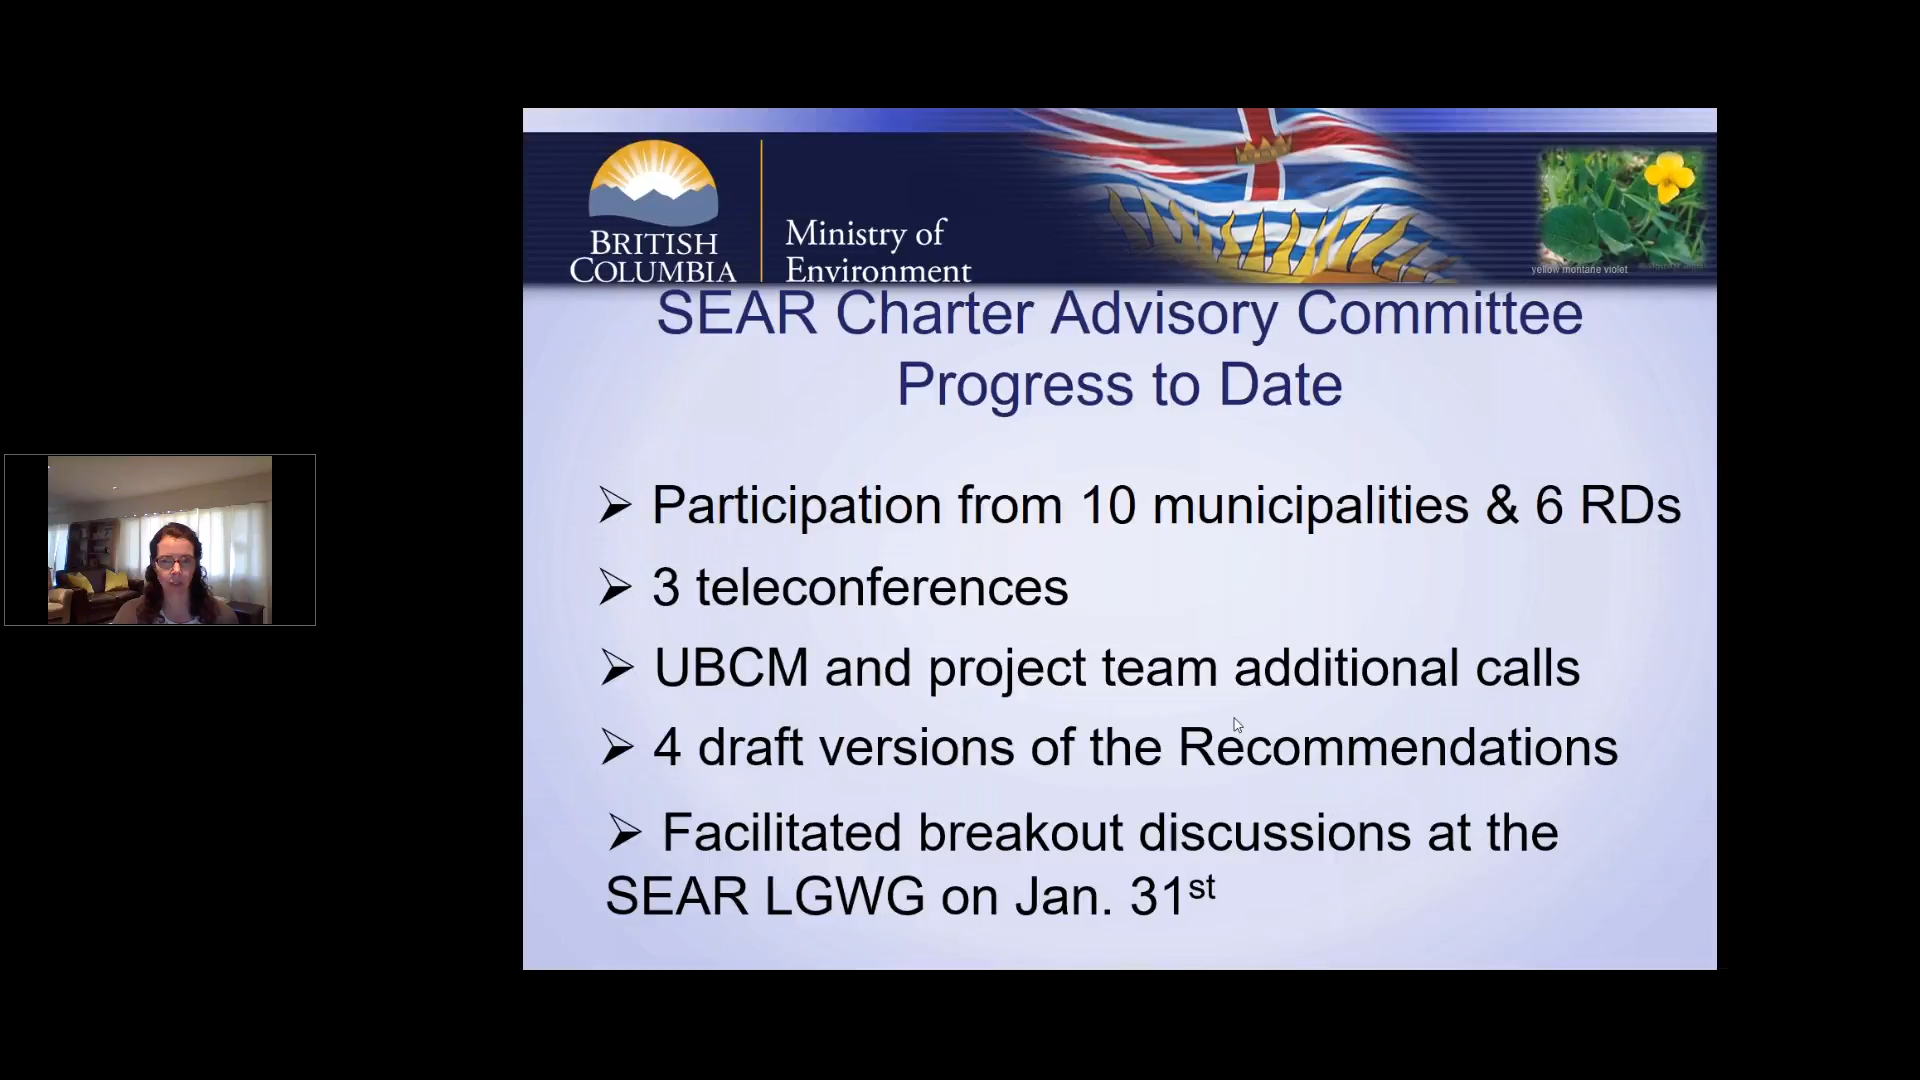 BRITISH
COLUMBIA
Ministry of
Environment
yellow montane violet
SEAR Charter Advisory Committee
Progress to Date
➢ Participation from 10 municipalities & 6 RDs
➢ 3 teleconferences
➢ UBCM and project team additional calls
➢ 4 draft versions of the Recommendations
➢ Facilitated breakout discussions at the
SEAR LGWG on Jan. 31st